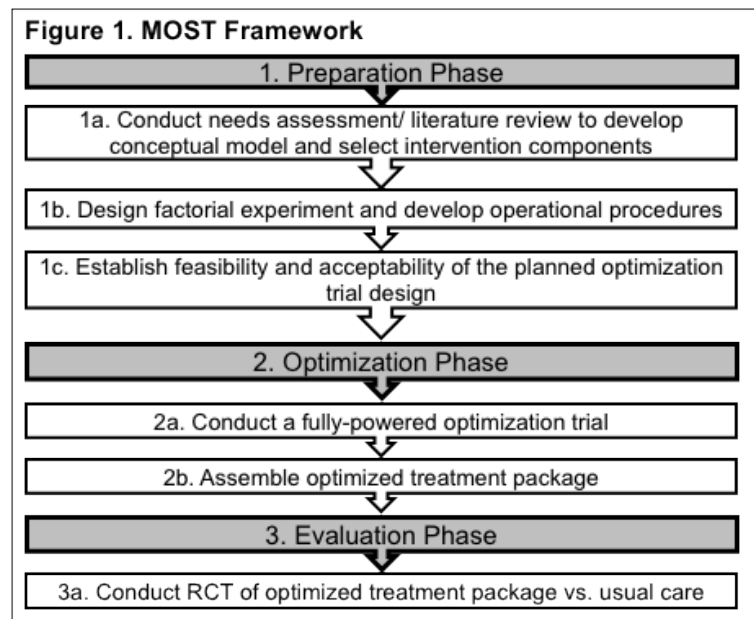 Figure 1. MOST Framework
1. Preparation Phase
1a. Conduct needs assessment/ literature review to develop
conceptual model and select intervention components
1b. Design factorial experiment and develop operational procedures
1c. Establish feasibility and acceptability of the planned optimization
trial design
2. Optimization Phase
2a. Conduct a fully-powered optimization trial
2b. Assemble optimized treatment package
3. Evaluation Phase
3a. Conduct RCT of optimized treatment package vs. usual care